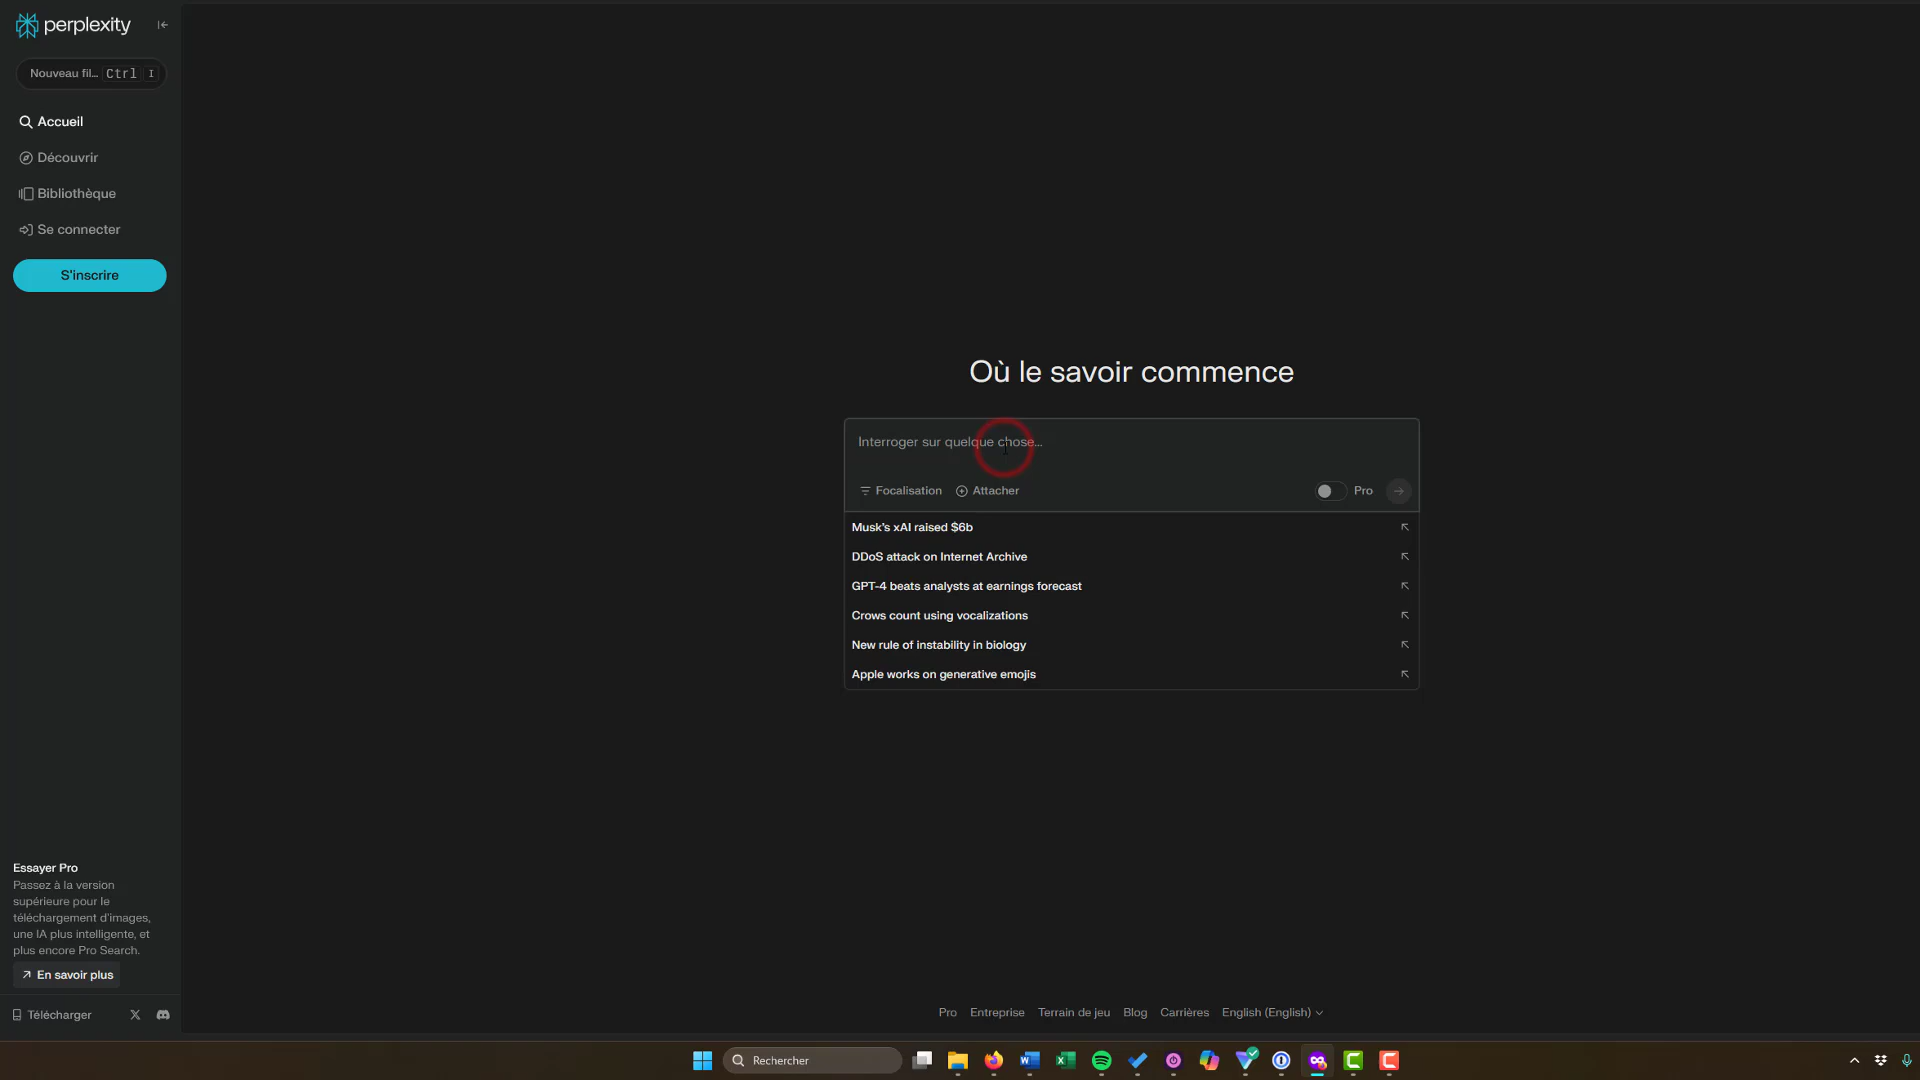 perplexity
Nouveau fil... Ctrl I
Accueil
Découvrir
Bibliothèque
Se connecter
S'inscrire
Où le savoir commence
Interroger sur quelque chose...
Focalisation
Attacher
Pro
Musk's xAI raised $6b
DDoS attack on Internet Archive
GPT-4 beats analysts at earnings forecast
Crows count using vocalizations
New rule of instability in biology
Apple works on generative emojis
Essayer Pro
Passez à la version
supérieure pour le
téléchargement d'images,
une IA plus intelligente, et
plus encore Pro Search.
En savoir plus
Télécharger
Pro Entreprise Terrain de jeu Blog Carrières English (English)
Rechercher